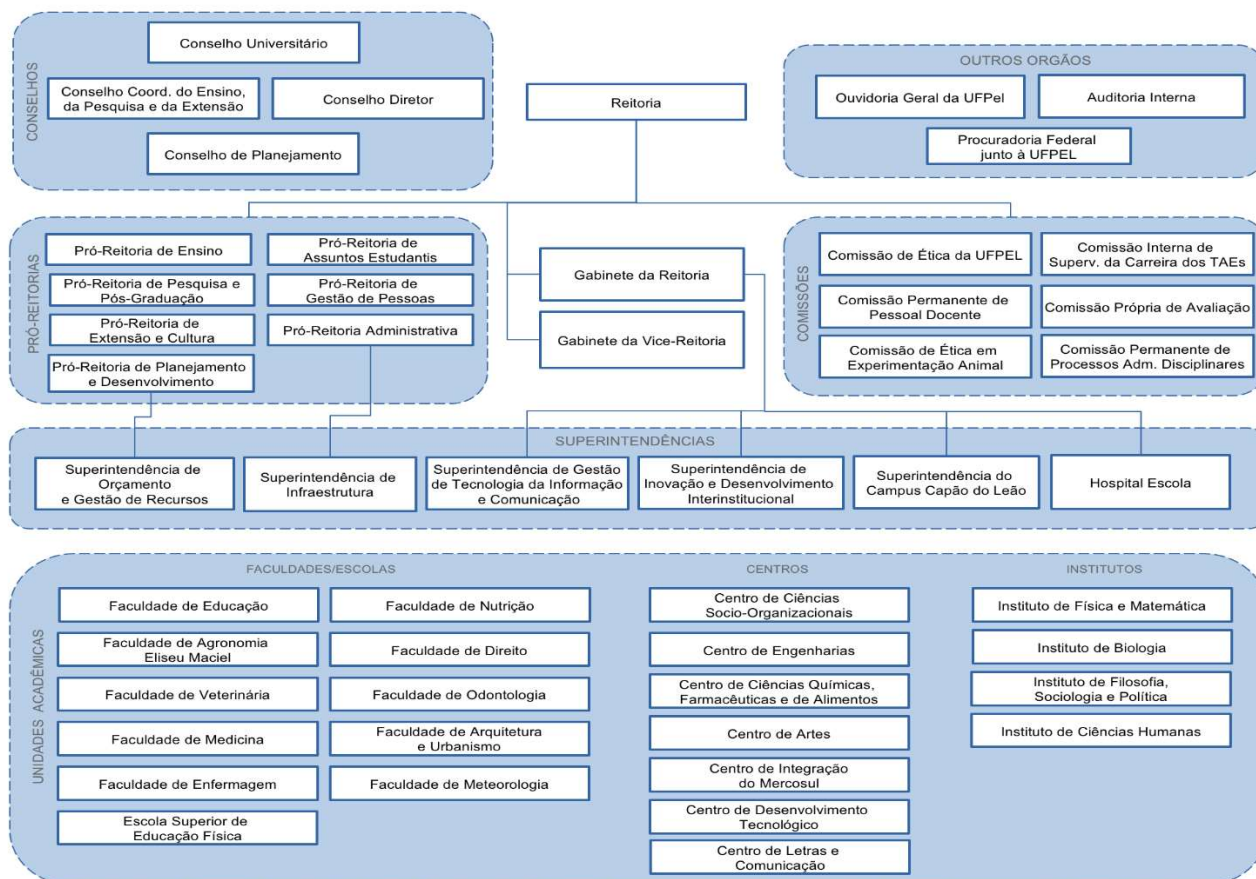 CONSELHOS
Conselho Universitário
Conselho Coord. do Ensino,
da Pesquisa e da Extensão
Conselho Diretor
Conselho de Planejamento
Reitoria
OUTROS ORGÃOS
Ouvidoria Geral da UFPel
Auditoria Interna
Procuradoria Federal
junto à UFPEL
PRÓ-REITORIAS
Pró-Reitoria de Ensino
Pró-Reitoria de
Assuntos Estudantis
Pró-Reitoria de Pesquisa e
Pós-Graduação
Pró-Reitoria de
Gestão de Pessoas
Pró-Reitoria de
Extensão e Cultura
Pró-Reitoria Administrativa
Pró-Reitoria de Planejamento
e Desenvolvimento
Gabinete da Reitoria
Gabinete da Vice-Reitoria
COMISSÕES
Comissão de Ética da UFPEL
Comissão Interna de
Superv. da Carreira dos TAEs
Comissão Permanente de
Pessoal Docente
Comissão Própria de Avaliação
Comissão de Ética em
Experimentação Animal
Comissão Permanente de
Processos Adm. Disciplinares
SUPERINTENDÊNCIAS
Superintendência de
Orçamento
e Gestão de Recursos
Superintendência de
Infraestrutura
Superintendência de Gestão
de Tecnologia da Informação
e Comunicação
Superintendência de
Inovação e Desenvolvimento
Interinstitucional
Superintendência do
Campus Capão do Leão
Hospital Escola
UNIDADES ACADÊMICAS
FACULDADES/ESCOLAS
Faculdade de Educação
Faculdade de Nutrição
Faculdade de Agronomia
Eliseu Maciel
Faculdade de Direito
Faculdade de Veterinária
Faculdade de Odontologia
Faculdade de Medicina
Faculdade de Arquitetura
e Urbanismo
Faculdade de Enfermagem
Faculdade de Meteorologia
Escola Superior de
Educação Física
CENTROS
Centro de Ciências
Socio-Organizacionais
Centro de Engenharias
Centro de Ciências Químicas,
Farmacêuticas e de Alimentos
Centro de Artes
Centro de Integração
do Mercosul
Centro de Desenvolvimento
Tecnológico
Centro de Letras e
Comunicação
INSTITUTOS
Instituto de Física e Matemática
Instituto de Biologia
Instituto de Filosofia,
Sociologia e Política
Instituto de Ciências Humanas